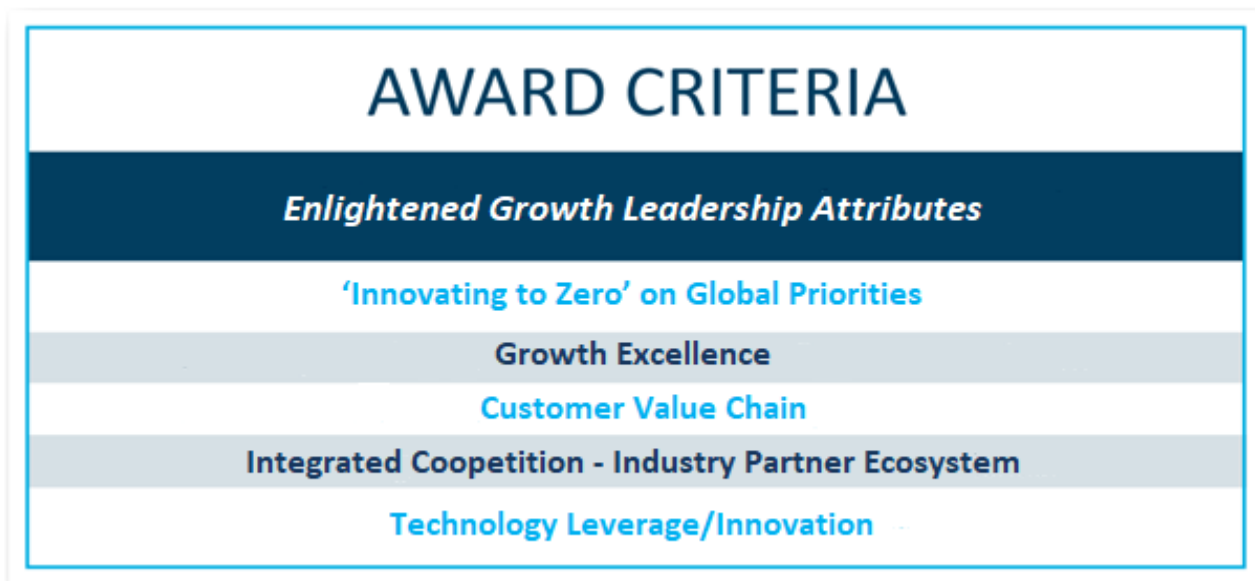 AWARD CRITERIA
Enlightened Growth Leadership Attributes
‘Innovating to Zero’ on Global Priorities
Growth Excellence
Customer Value Chain
Integrated Coopetition - Industry Partner Ecosystem
Technology Leverage/Innovation